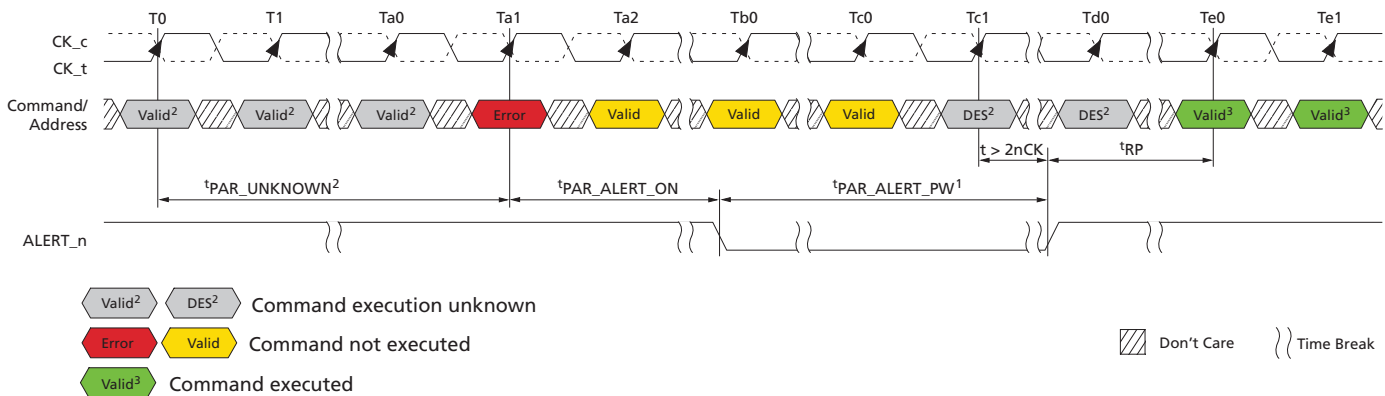 T0 T1 Ta0 Ta1 Ta2 Tb0 Tc0 Tc1 Td0 Te0 Te1
CK_c
CK_t
Command/
Address
Valid² Valid² Valid² Error Valid Valid Valid DES² DES² Valid³ Valid³
t > 2nCK
ᵗRP
ᵗPAR_UNKNOWN² ᵗPAR_ALERT_ON ᵗPAR_ALERT_PW¹
ALERT_n
Valid² DES² Command execution unknown
Error Valid Command not executed
Don't Care Time Break
Valid³ Command executed